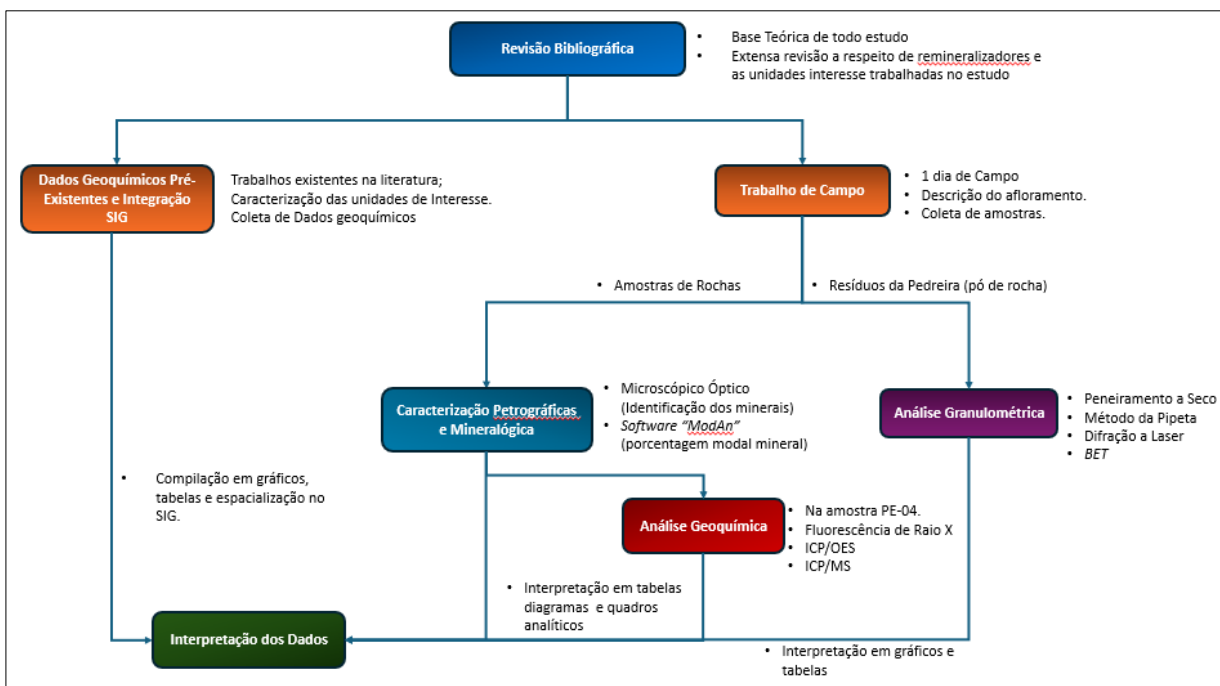 Revisão Bibliográfica
• Base Teórica de todo estudo
• Extensa revisão a respeito de remineralizadores e
as unidades interesse trabalhadas no estudo
Dados Geoquímicos Pré-
Existentes e Integração
SIG
Trabalhos existentes na literatura;
Caracterização das unidades de Interesse.
Coleta de Dados geoquímicos
Trabalho de Campo
• 1 dia de Campo
• Descrição do afloramento.
• Coleta de amostras.
• Amostras de Rochas
• Resíduos da Pedreira (pó de rocha)
Caracterização Petrográficas
e Mineralógica
• Microscópico Óptico
(Identificação dos minerais)
• Software “ModAn”
(porcentagem modal mineral)
Análise Granulométrica
• Peneiramento a Seco
• Método da Pipeta
• Difração a Laser
• BET
• Compilação em gráficos,
tabelas e espacialização no
SIG.
Análise Geoquímica
• Na amostra PE-04.
• Fluorescência de Raio X
• ICP/OES
• ICP/MS
• Interpretação em tabelas
diagramas e quadros
analíticos
Interpretação dos Dados
• Interpretação em gráficos e
tabelas